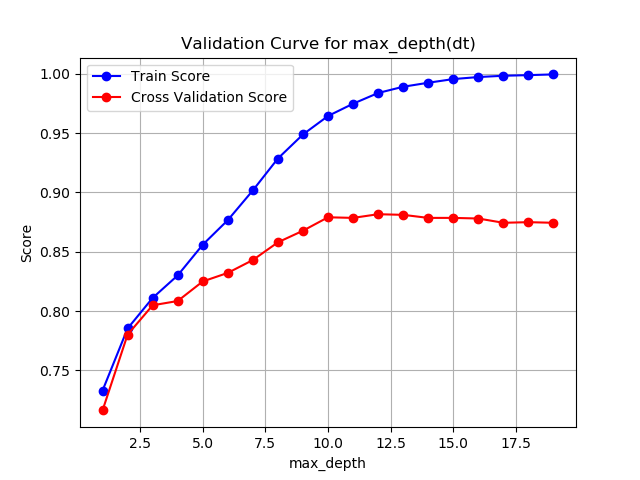 Validation Curve for max_depth(dt)
Train Score
Cross Validation Score
1.00
0.95
0.90
0.85
0.80
0.75
Score
2.5 5.0 7.5 10.0 12.5 15.0 17.5
max_depth